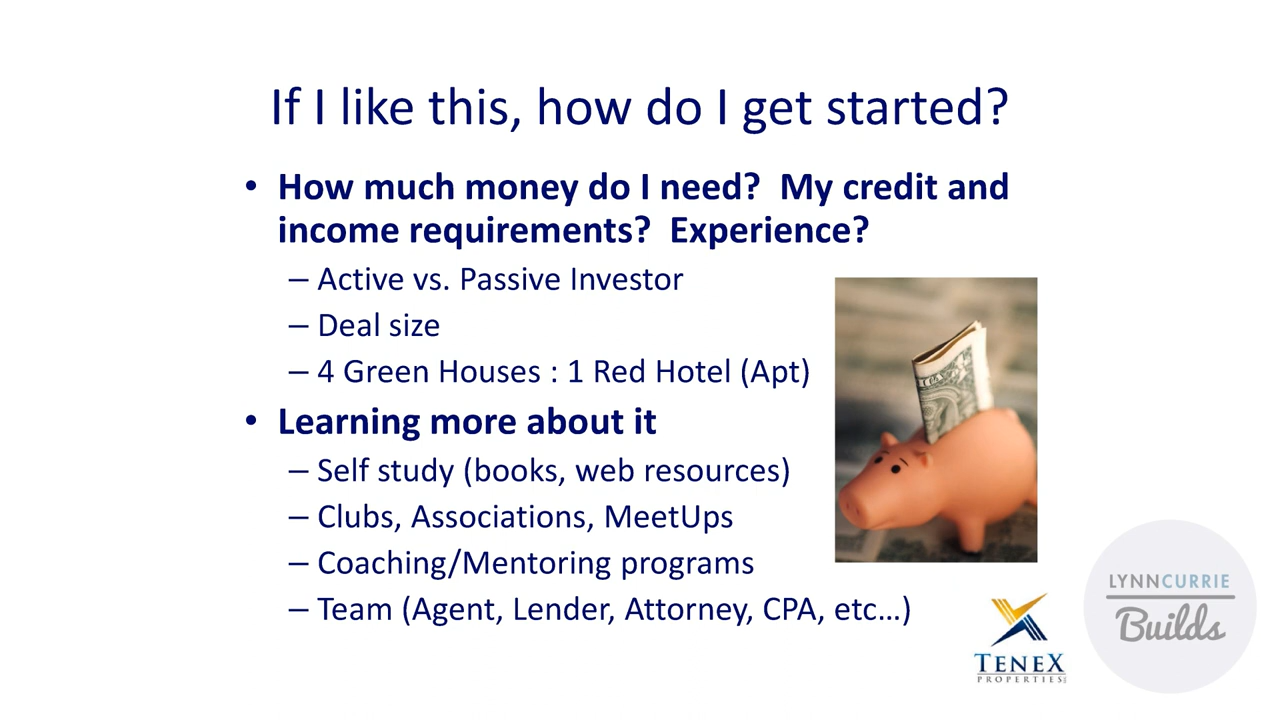 If I like this, how do I get started?
• How much money do I need?  My credit and
income requirements?  Experience?
– Active vs. Passive Investor
– Deal size
– 4 Green Houses : 1 Red Hotel (Apt)
• Learning more about it
– Self study (books, web resources)
– Clubs, Associations, MeetUps
– Coaching/Mentoring programs
– Team (Agent, Lender, Attorney, CPA, etc...)
TENEX
PROPERTIES
LYNNCURRIE
Builds